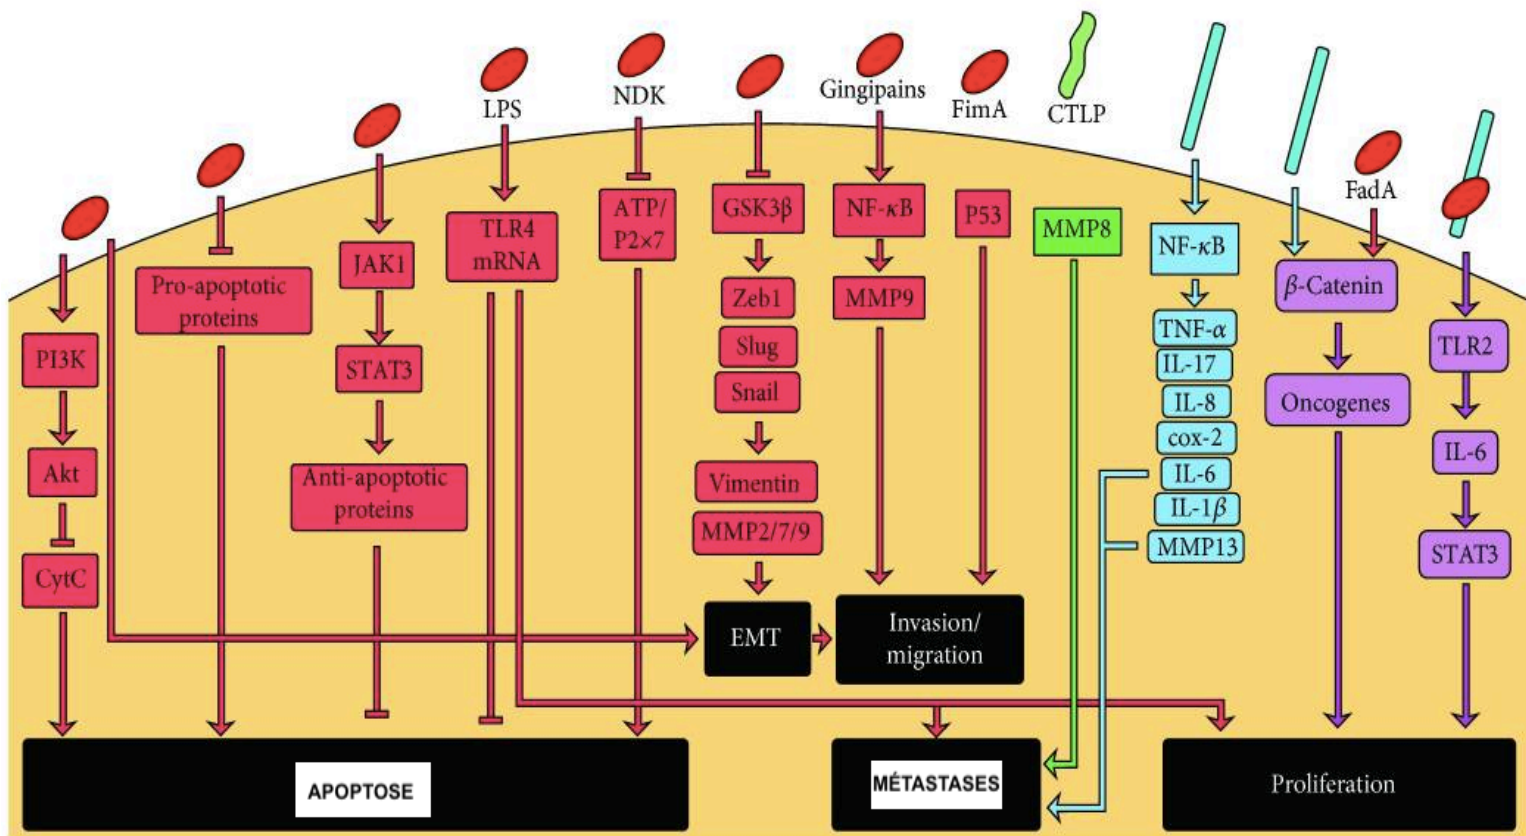 LPS
NDK
Gingipains
FimA
CTLP
FadA
PI3K
Akt
CytC
Pro-apoptotic
proteins
JAK1
STAT3
Anti-apoptotic
proteins
TLR4
mRNA
ATP/
P2×7
GSK3β
Zeb1
Slug
Snail
Vimentin
MMP2/7/9
EMT
NF-κB
MMP9
P53
Invasion/
migration
MMP8
NF-κB
TNF-α
IL-17
IL-8
cox-2
IL-6
IL-1β
MMP13
β-Catenin
Oncogenes
TLR2
IL-6
STAT3
APOPTOSE
MÉTASTASES
Proliferation